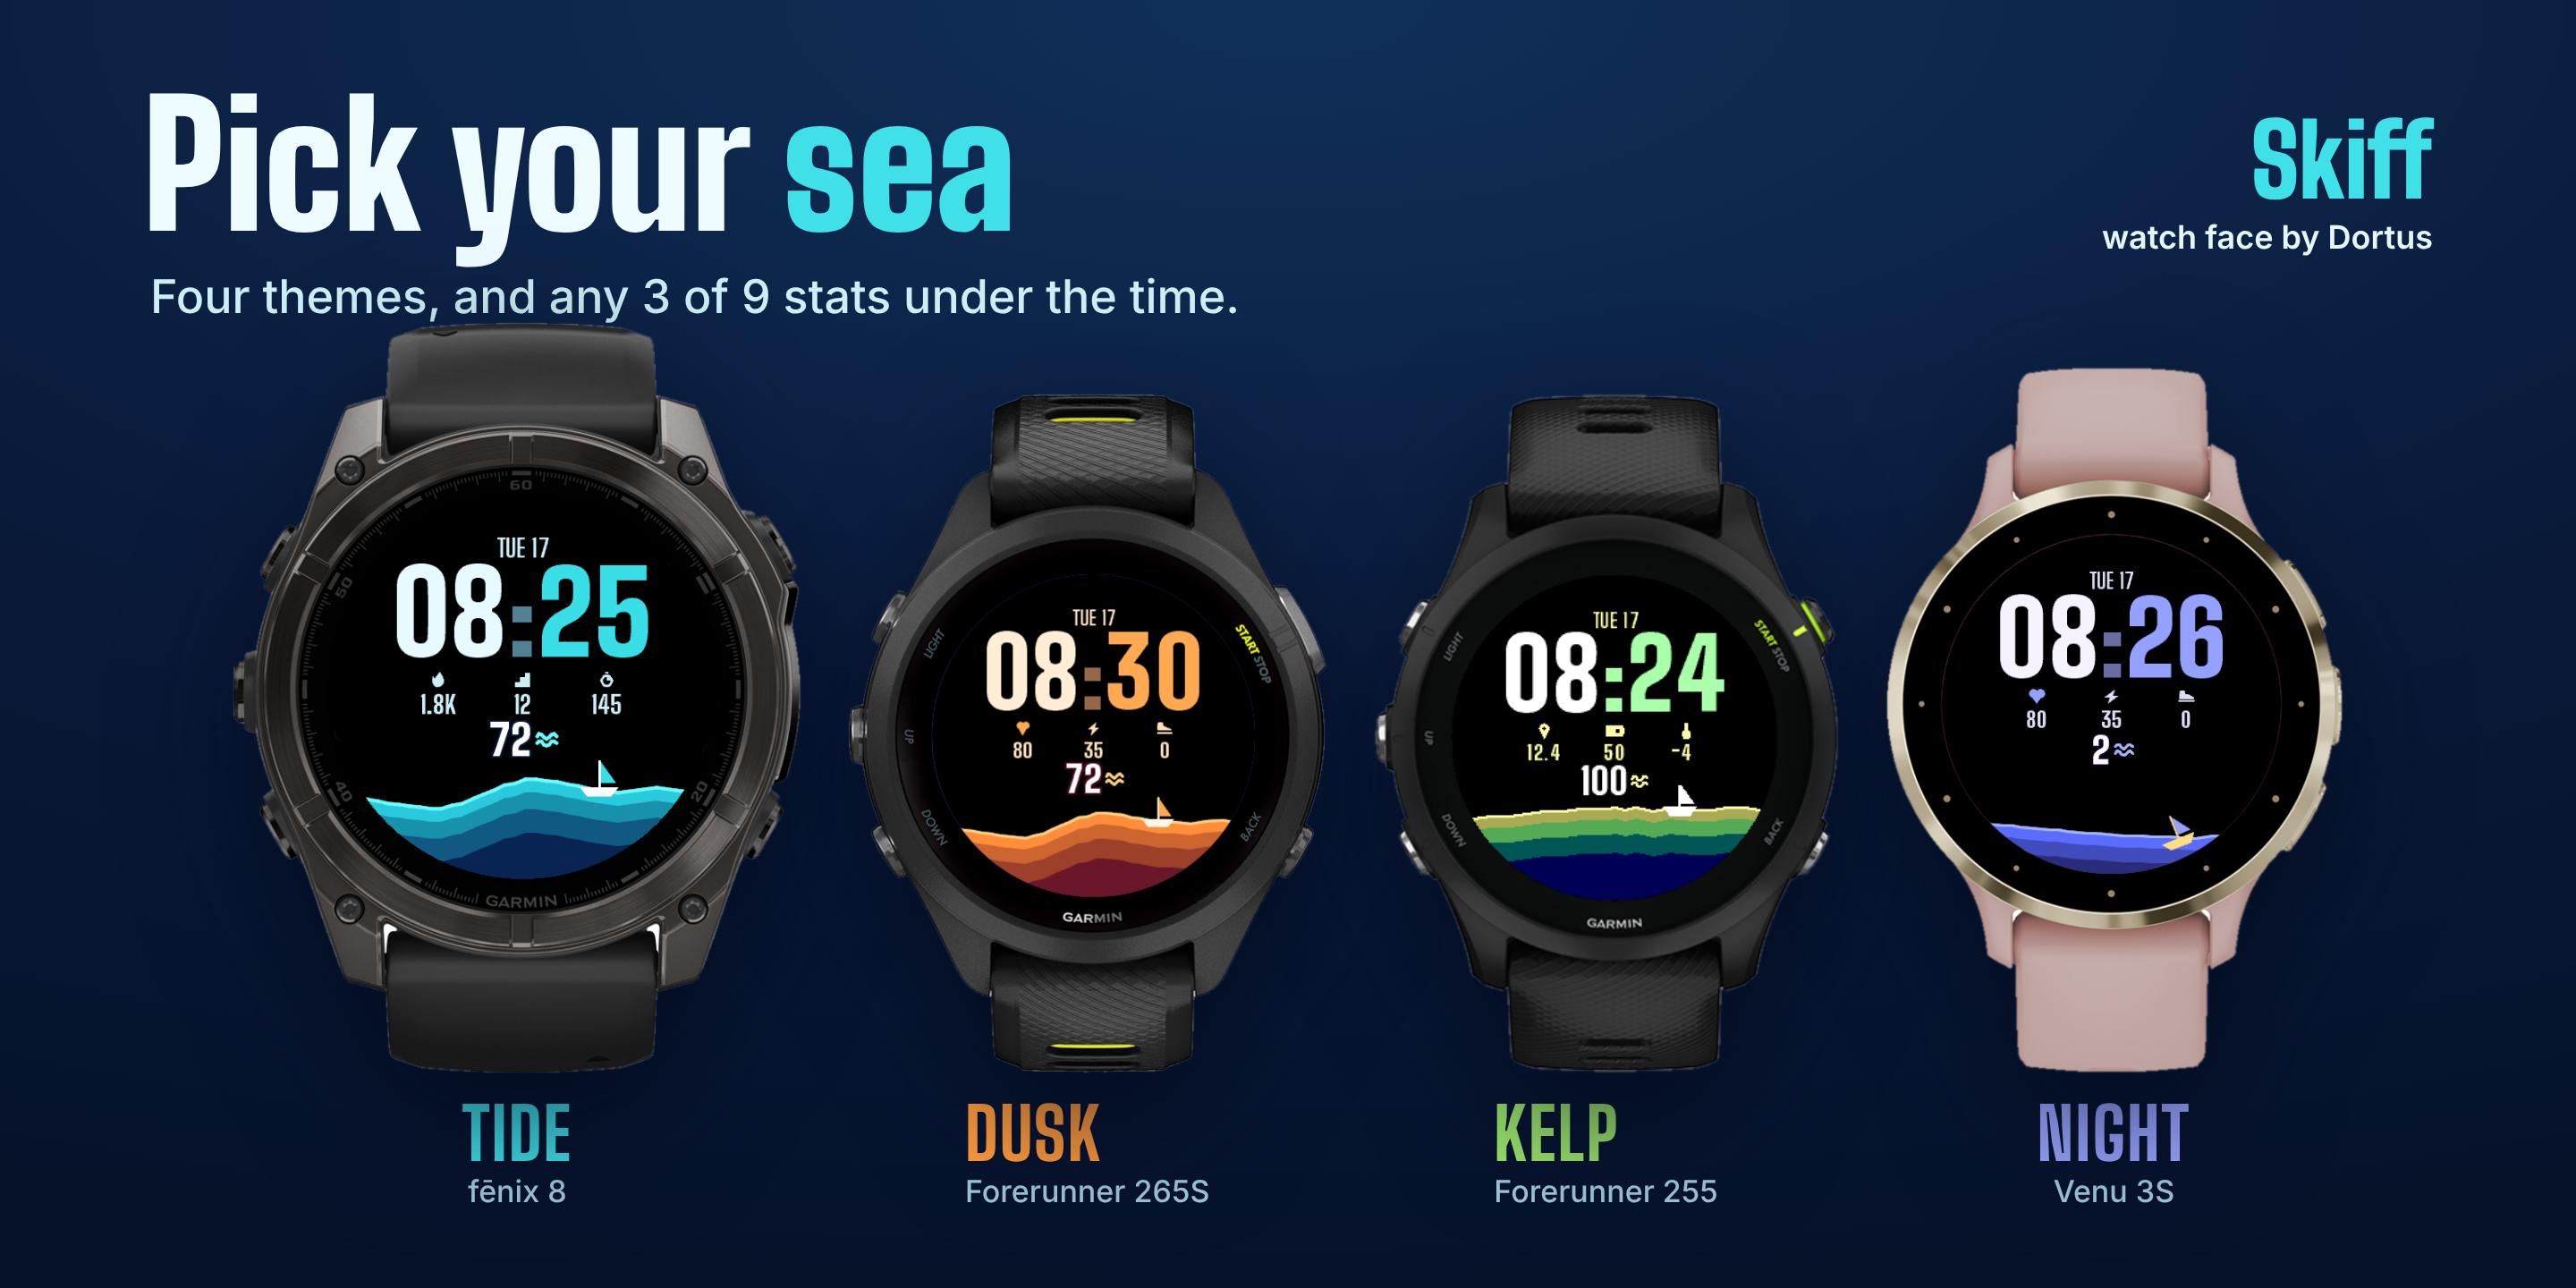 Pick your sea
Skiff
watch face by Dortus
Four themes, and any 3 of 9 stats under the time.
60
50
40
20
TUE 17
08:25
1.8K 12 145
72
GARMIN
LIGHT
UP
DOWN
START STOP
BACK
TUE 17
08:30
80 35 0
72
GARMIN
LIGHT
UP
DOWN
START STOP
BACK
TUE 17
08:24
12.4 50 -4
100
GARMIN
TUE 17
08:26
80 35 0
2
TIDE
fēnix 8
DUSK
Forerunner 265S
KELP
Forerunner 255
NIGHT
Venu 3S